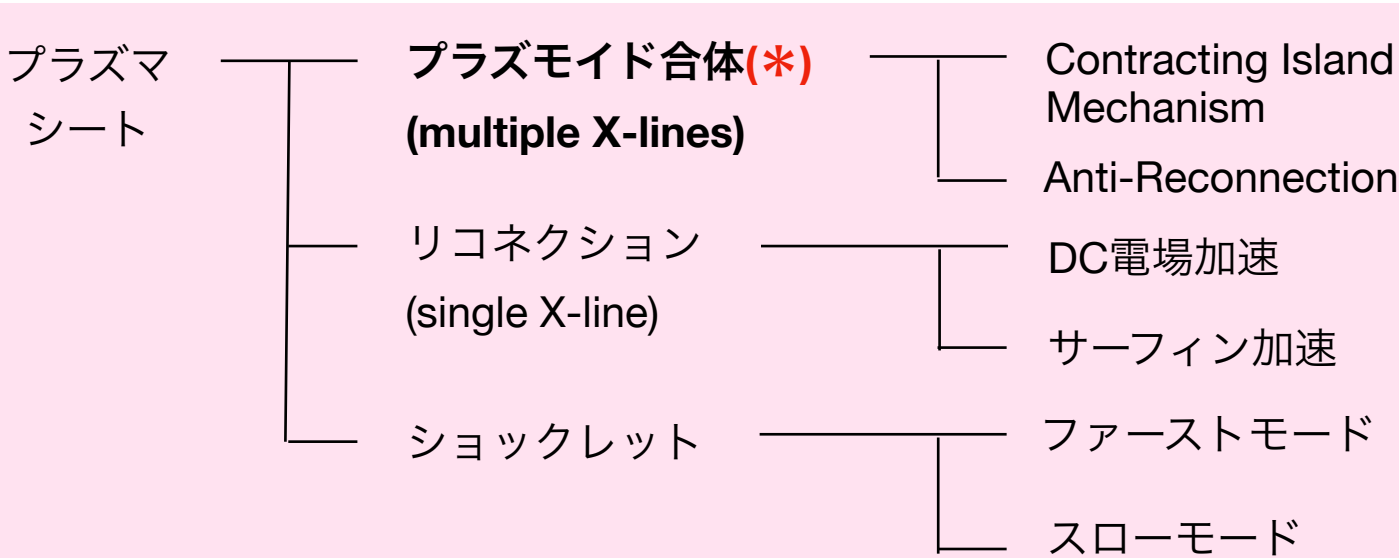 プラズマ
シート
プラズモイド合体(＊)
(multiple X-lines)
Contracting Island
Mechanism
Anti-Reconnection
リコネクション
(single X-line)
DC電場加速
サーフィン加速
ショックレット
ファーストモード
スローモード